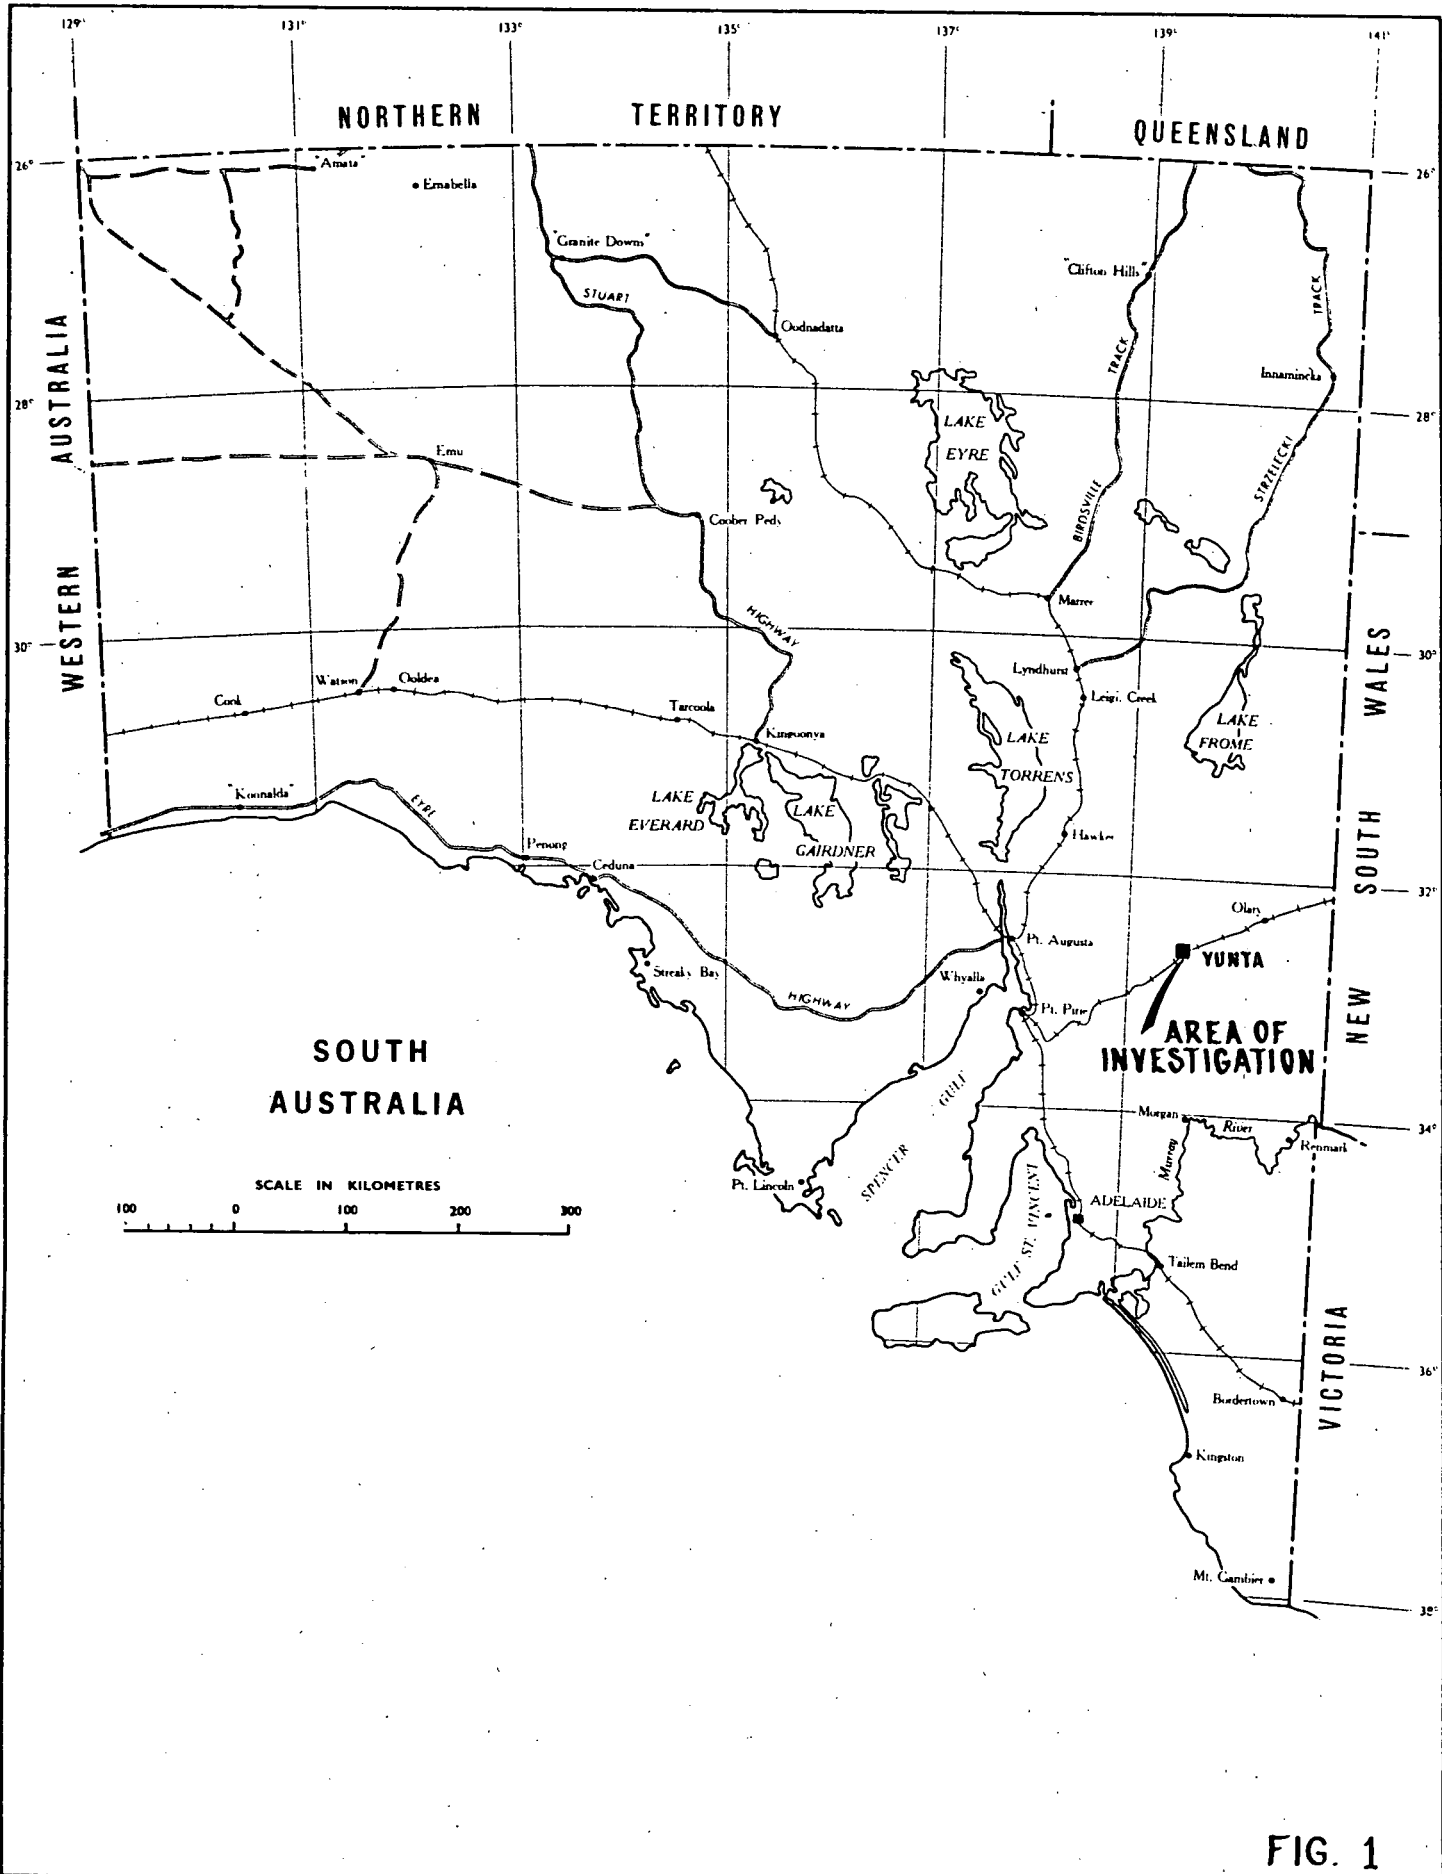 129° 131° 133° 135° 137° 139° 141°
NORTHERN TERRITORY
QUEENSLAND
26° 26°
"Amata"
Ernabella
"Granite Downs"
STUART
"Clifton Hills"
TRACK
TRACK
Oodnadatta
Innamincka
28° 28°
LAKE
EYRE
WESTERN AUSTRALIA
Emu
Coober Pedy
BIRDSVILLE
STRZELECKI
Marree
HIGHWAY
30° 30°
Lyndhurst
Leigh Creek
Watson
Ooldea
Cook
Tarcoola
Kingoonya
LAKE
TORRENS
LAKE
FROME
"Koonalda"
EYRE
LAKE
EVERARD
LAKE
GAIRDNER
Hawker
Penong
Ceduna
NEW SOUTH WALES
32°
Olary
Pt. Augusta
YUNTA
Streaky Bay
Whyalla
HIGHWAY
Pt. Pirie
AREA OF
INVESTIGATION
SOUTH
AUSTRALIA
GULF
SPENCER
Morgan
River
Murray
Renmark
34°
Pt. Lincoln
GULF ST. VINCENT
ADELAIDE
SCALE IN KILOMETRES
100 0 100 200 300
Tailem Bend
VICTORIA
36°
Bordertown
Kingston
Mt. Gambier
38°
FIG. 1